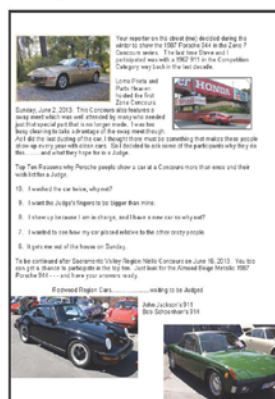 Your reporter on the street (me) decided during the
winter to show the 1987 Porsche 944 in the Zone 7
Concours series. The last time Steve and I
participated was with a 1967 911 in the Competition
Category way back in the last decade.
HONDA
Loma Prieta and
Parts Heaven
hosted the first
Zone Concours
Sunday, June 2, 2013. This Concours also features a
swap meet which was well attended by many who needed
just that special part that is no longer made. I was too
busy cleaning to take advantage of the swap meet though.
As I did the last dusting of the car, I thought there must be something that makes these people
show up every year with clean cars. So I decided to ask some of the participants why they do
this..........and what they hope for in a Judge.
Top Ten Reasons why Porsche people show a car at a Concours more than once and their
wish list for a Judge.
10. I washed the car twice, why not?
9. I want the Judge's fingers to be bigger than mine.
8. I show up because I am in charge, and I have a new car so why not?
7. I wanted to see how my car placed relative to the other crazy people.
6. It gets me out of the house on Sunday.
To be continued after Sacramento Valley Region Niello Concours on June 16, 2013. You too
can get a chance to participate in the top ten. Just look for the Almond Beige Metallic 1987
Porsche 944 - - - and have your answers ready.
Redwood Region Cars..................waiting to be Judged
John Jackson's 911
Bob Schoenherr's 914